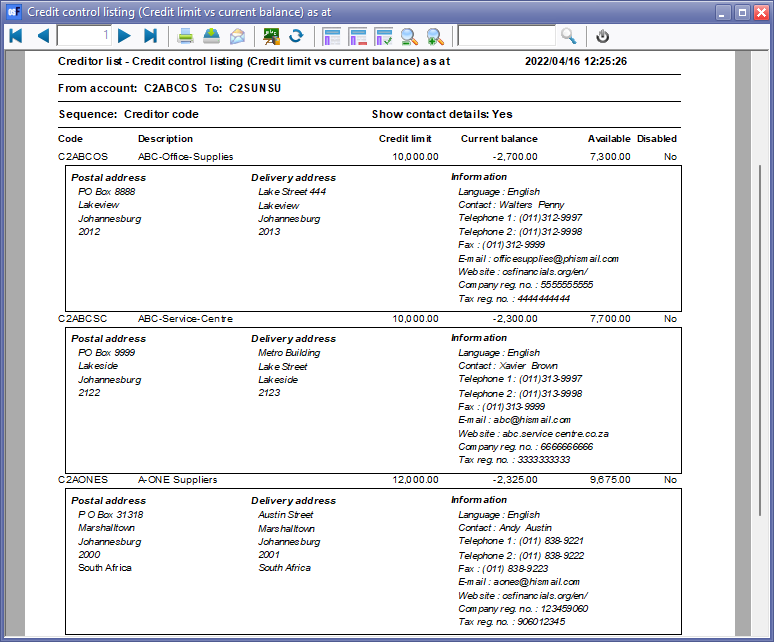 Credit control listing (Credit limit vs current balance) as at
1
Creditor list - Credit control listing (Credit limit vs current balance) as at 2022/04/16 12:25:26
From account: C2ABCOS To: C2SUNSU
Sequence: Creditor code Show contact details: Yes
Code Description Credit limit Current balance Available Disabled
C2ABCOS ABC-Office-Supplies 10,000.00 -2,700.00 7,300.00 No
Postal address Delivery address Information
PO Box 8888 Lake Street 444 Language : English
Lakeview Lakeview Contact : Walters Penny
Johannesburg Johannesburg Telephone 1 : (011)312-9997
2012 2013 Telephone 2 : (011)312-9998
Fax : (011)312-9999
E-mail : officesupplies@phismail.com
Website : osfinancials.org/en/
Company reg. no. : 5555555555
Tax reg. no. : 4444444444
C2ABCSC ABC-Service-Centre 10,000.00 -2,300.00 7,700.00 No
Postal address Delivery address Information
PO Box 9999 Metro Building Language : English
Lakeside Lake Street Contact : Xavier Brown
Johannesburg Lakeside Telephone 1 : (011)313-9997
2122 2123 Telephone 2 : (011)313-9998
Fax : (011)313-9999
E-mail : abc@hismail.com
Website : abc.service centre.co.za
Company reg. no. : 6666666666
Tax reg. no. : 3333333333
C2AONES A-ONE Suppliers 12,000.00 -2,325.00 9,675.00 No
Postal address Delivery address Information
P O Box 31318 Austin Street Language : English
Marshalltown Marshalltown Contact : Andy Austin
Johannesburg Johannesburg Telephone 1 : (011) 838-9221
2000 2001 Telephone 2 : (011) 838-9222
South Africa South Africa Fax : (011) 838-9223
E-mail : aones@hismail.com
Website : osfinancials.org/en/
Company reg. no. : 123459060
Tax reg. no. : 906012345